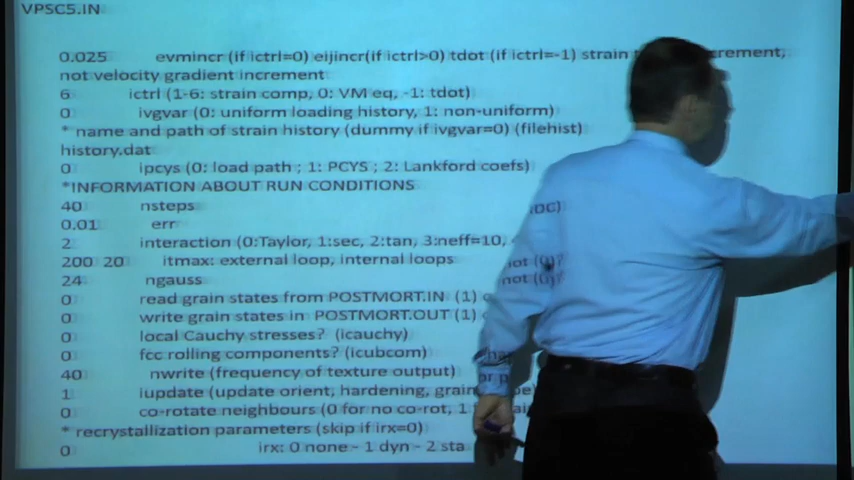 VPSC5.IN
0.025 evmincr (if ictrl=0) eijincr(if ictrl>0) tdot (if ictrl=-1) strain
not velocity gradient increment
6 ictrl (1-6: strain comp, 0: VM eq, -1: tdot)
0 ivgvar (0: uniform loading history, 1: non-uniform)
* name and path of strain history (dummy if ivgvar=0) (filehist)
history.dat
0 ipcys (0: load path ; 1: PCYS ; 2: Lankford coefs)
*INFORMATION ABOUT RUN CONDITIONS
40 nsteps
0.01 err
2 interaction (0:Taylor, 1:sec, 2:tan, 3:neff=10,
200 20 itmax: external loop, internal loops
24 ngauss
0 read grain states from POSTMORT.IN (1)
0 write grain states in POSTMORT.OUT (1)
0 local Cauchy stresses? (icauchy)
0 fcc rolling components? (icubcom)
40 nwrite (frequency of texture output)
1 iupdate (update orient, hardening,
0 co-rotate neighbours (0 for no co-rot, 1
* recrystallization parameters (skip if irx=0)
0 irx: 0 none - 1 dyn - 2 sta